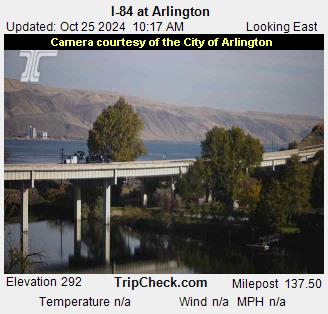 I-84 at Arlington
Updated: Oct 25 2024 10:17 AM Looking East
Camera courtesy of the City of Arlington
Elevation 292 TripCheck.com Milepost 137.50
Temperature n/a Wind n/a MPH n/a